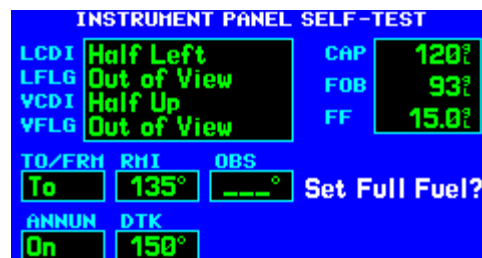 INSTRUMENT PANEL SELF-TEST
LCDI Half Left CAP 120 g/l
LFLG Out of View FOB 93 g/l
VCDI Half Up FF 15.0 g/l
VFLG Out of View
TO/FRM RMI OBS
To 135° ___° Set Full Fuel?
ANNUN DTK
On 150°